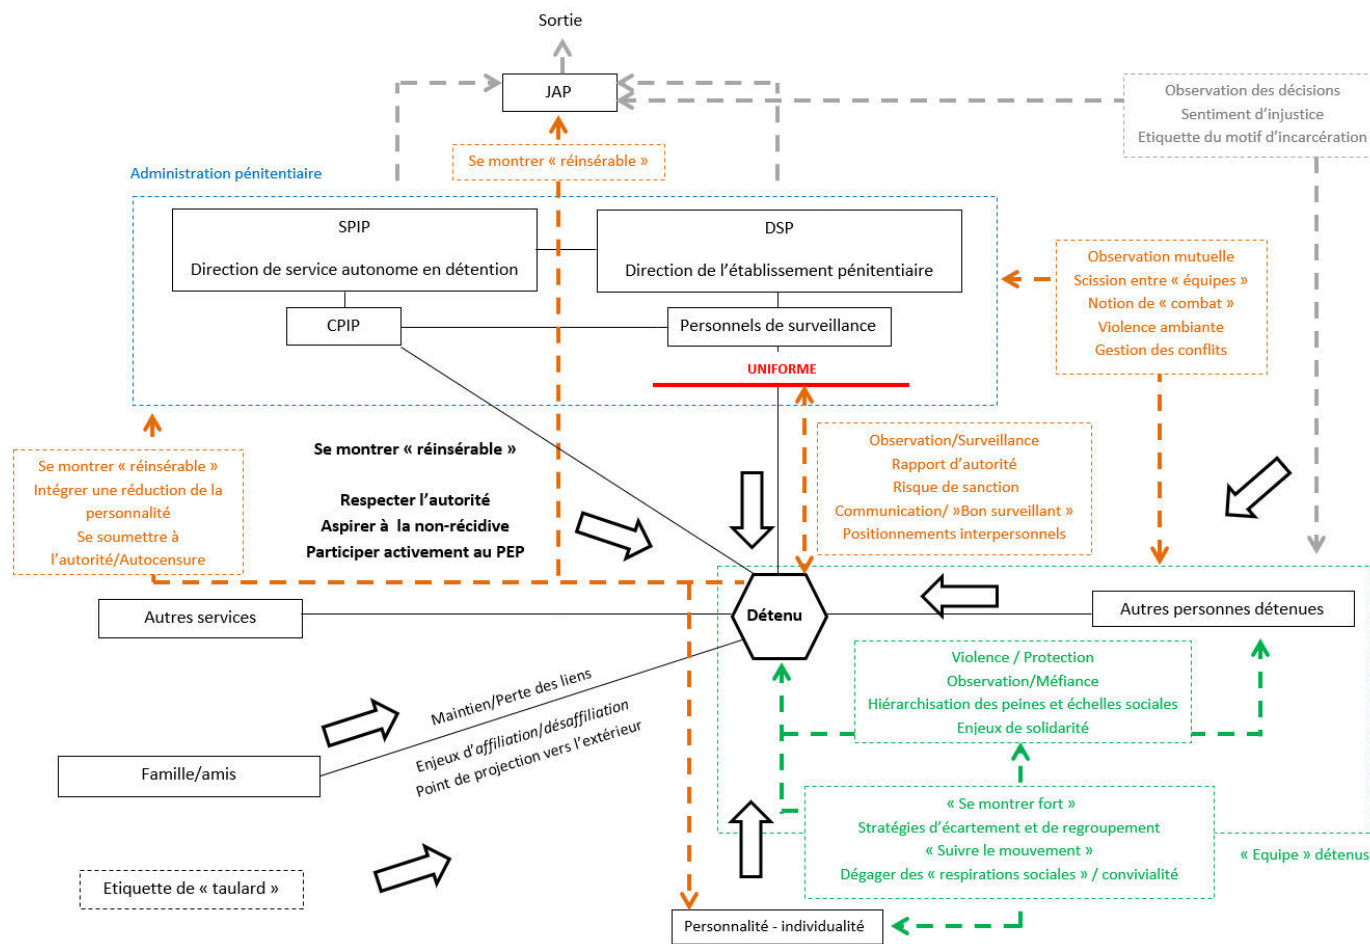 Sortie
JAP
Observation des décisions
Sentiment d'injustice
Etiquette du motif d'incarcération
Se montrer « réinsérable »
Administration pénitentiaire
SPIP
Direction de service autonome en détention
DSP
Direction de l'établissement pénitentiaire
Observation mutuelle
Scission entre « équipes »
Notion de « combat »
Violence ambiante
Gestion des conflits
CPIP
Personnels de surveillance
UNIFORME
Se montrer « réinsérable »
Intégrer une réduction de la
personnalité
Se soumettre à
l'autorité/Autocensure
Se montrer « réinsérable »
Respecter l'autorité
Aspirer à la non-récidive
Participer activement au PEP
Observation/Surveillance
Rapport d'autorité
Risque de sanction
Communication/ »Bon surveillant »
Positionnements interpersonnels
Autres services
Détenu
Autres personnes détenues
Violence / Protection
Observation/Méfiance
Hiérarchisation des peines et échelles sociales
Enjeux de solidarité
Maintien/Perte des liens
Enjeux d'affiliation/désaffiliation
Point de projection vers l'extérieur
Famille/amis
« Se montrer fort »
Stratégies d'écartement et de regroupement
« Suivre le mouvement »
Dégager des « respirations sociales » / convivialité
« Equipe » détenus
Etiquette de « taulard »
Personnalité - individualité